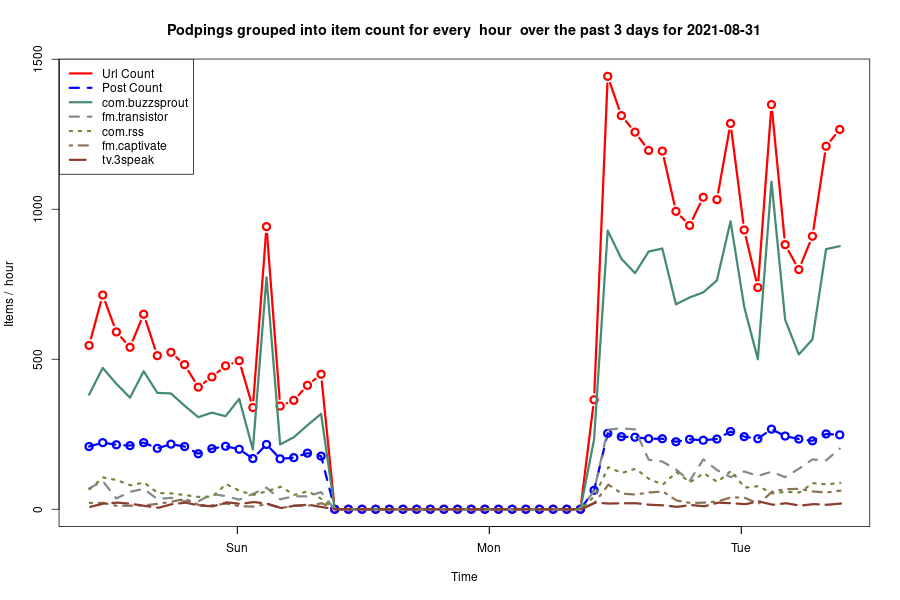 Podpings grouped into item count for every  hour  over the past 3 days for 2021-08-31
Url Count
Post Count
com.buzzsprout
fm.transistor
com.rss
fm.captivate
tv.3speak
Items /  hour
1500
1000
500
0
Sun
Mon
Tue
Time